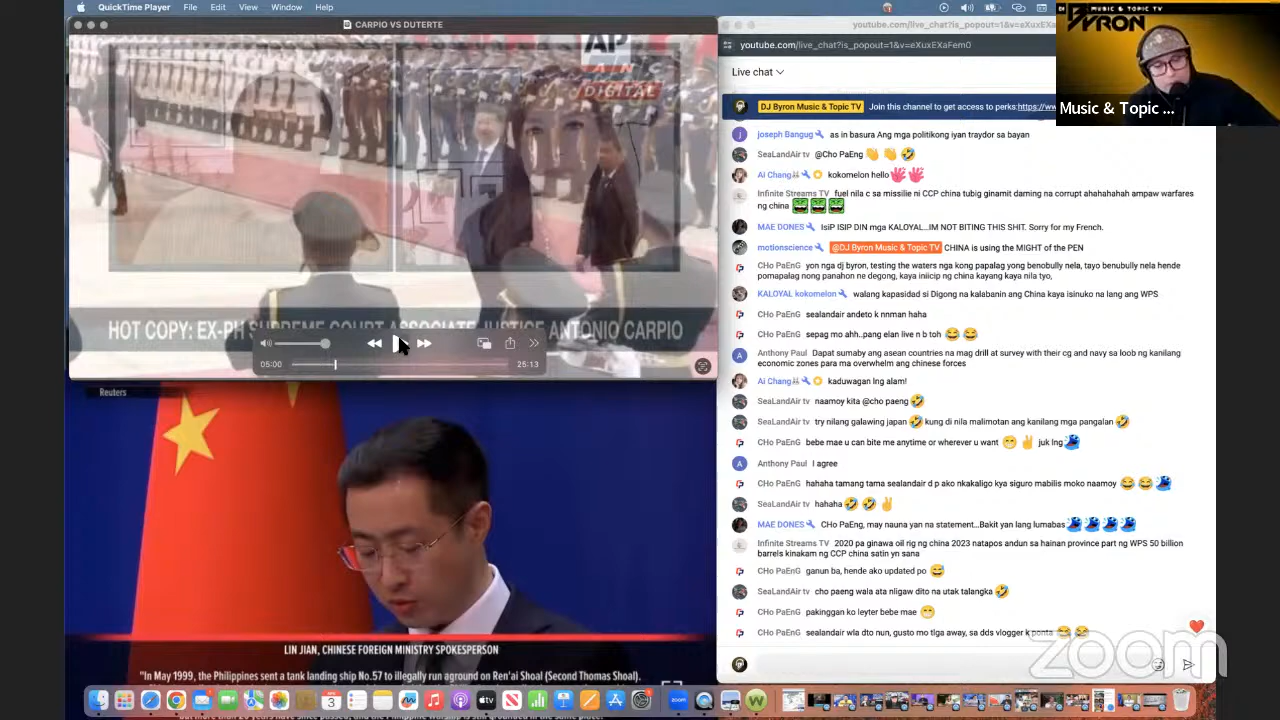 QuickTime Player File Edit View Window Help
CARPIO VS DUTERTE
AP
ANC
DIGITAL
HOT COPY: EX-PH SUPREME COURT ASSOCIATE JUSTICE ANTONIO CARPIO
05:00
25:13
Reuters
LIN JIAN, CHINESE FOREIGN MINISTRY SPOKESPERSON
"In May 1999, the Philippines sent a tank landing ship No.57 to illegally run aground on Ren'ai Shoal (Second Thomas Shoal).
youtube.com/live_chat?is_popout=1&v=eXuxEXa
youtube.com/live_chat?is_popout=1&v=eXuxEXaFem0
Live chat
DJ Byron Music & Topic TV Join this channel to get access to perks:https://ww
joseph Bangug as in basura Ang mga politikong iyan traydor sa bayan
SeaLandAir tv @Cho PaEng 👋 👋 🤣
Ai Chang kokomelon hello
Infinite Streams TV fuel nila c sa missilie ni CCP china tubig ginamit daming na corrupt ahahahahah ampaw warfares
ng china
MAE DONES IsiP ISIP DIN mga KALOYAL...IM NOT BITING THIS SHIT. Sorry for my French.
motionscience @DJ Byron Music & Topic TV CHINA is using the MIGHT of the PEN
CHo PaEnG yon nga dj byron, testing the waters nga kong papalag yong benobully nela, tayo benubully nela hende
pomapalag nong panahon ne degong, kaya iniicip ng china kayang kaya nila tyo,
KALOYAL kokomelon walang kapasidad si Digong na kalabanin ang China kaya isinuko na lang ang WPS
CHo PaEnG sealandair andeto k nnman haha
CHo PaEnG sepag mo ahh..pang elan live n b toh 😂 😂
Anthony Paul Dapat sumaby ang asean countries na mag drill at survey with their cg and navy sa loob ng kanilang
economic zones para ma overwhelm ang chinese forces
Ai Chang kaduwagan lng alam!
SeaLandAir tv naamoy kita @cho paeng 🤣
SeaLandAir tv try nilang galawing japan 🤣 kung di nila malimotan ang kanilang mga pangalan 🤣
CHo PaEnG bebe mae u can bite me anytime or wherever u want 😁 ✌ juk lng
Anthony Paul I agree
CHo PaEnG hahaha tamang tama sealandair d p ako nkakaligo kya siguro mabilis moko naamoy 😂 😂
SeaLandAir tv hahaha 🤣 🤣 ✌
MAE DONES CHo PaEng, may nauna yan na statement...Bakit yan lang lumabas
Infinite Streams TV 2020 pa ginawa oil rig ng china 2023 natapos andun sa hainan province part ng WPS 50 billion
barrels kinakam ng CCP china satin yn sana
CHo PaEnG ganun ba, hende ako updated po 😅
SeaLandAir tv cho paeng wala ata nligaw dito na utak talangka 🤣
CHo PaEnG pakinggan ko leyter bebe mae 😁
CHo PaEnG sealandair wla dto nun, gusto mo tlga away, sa dds vlogger k ponta 😂 😂
MUSIC & TOPIC TV
BYRON
Music & Topic ...
zoom